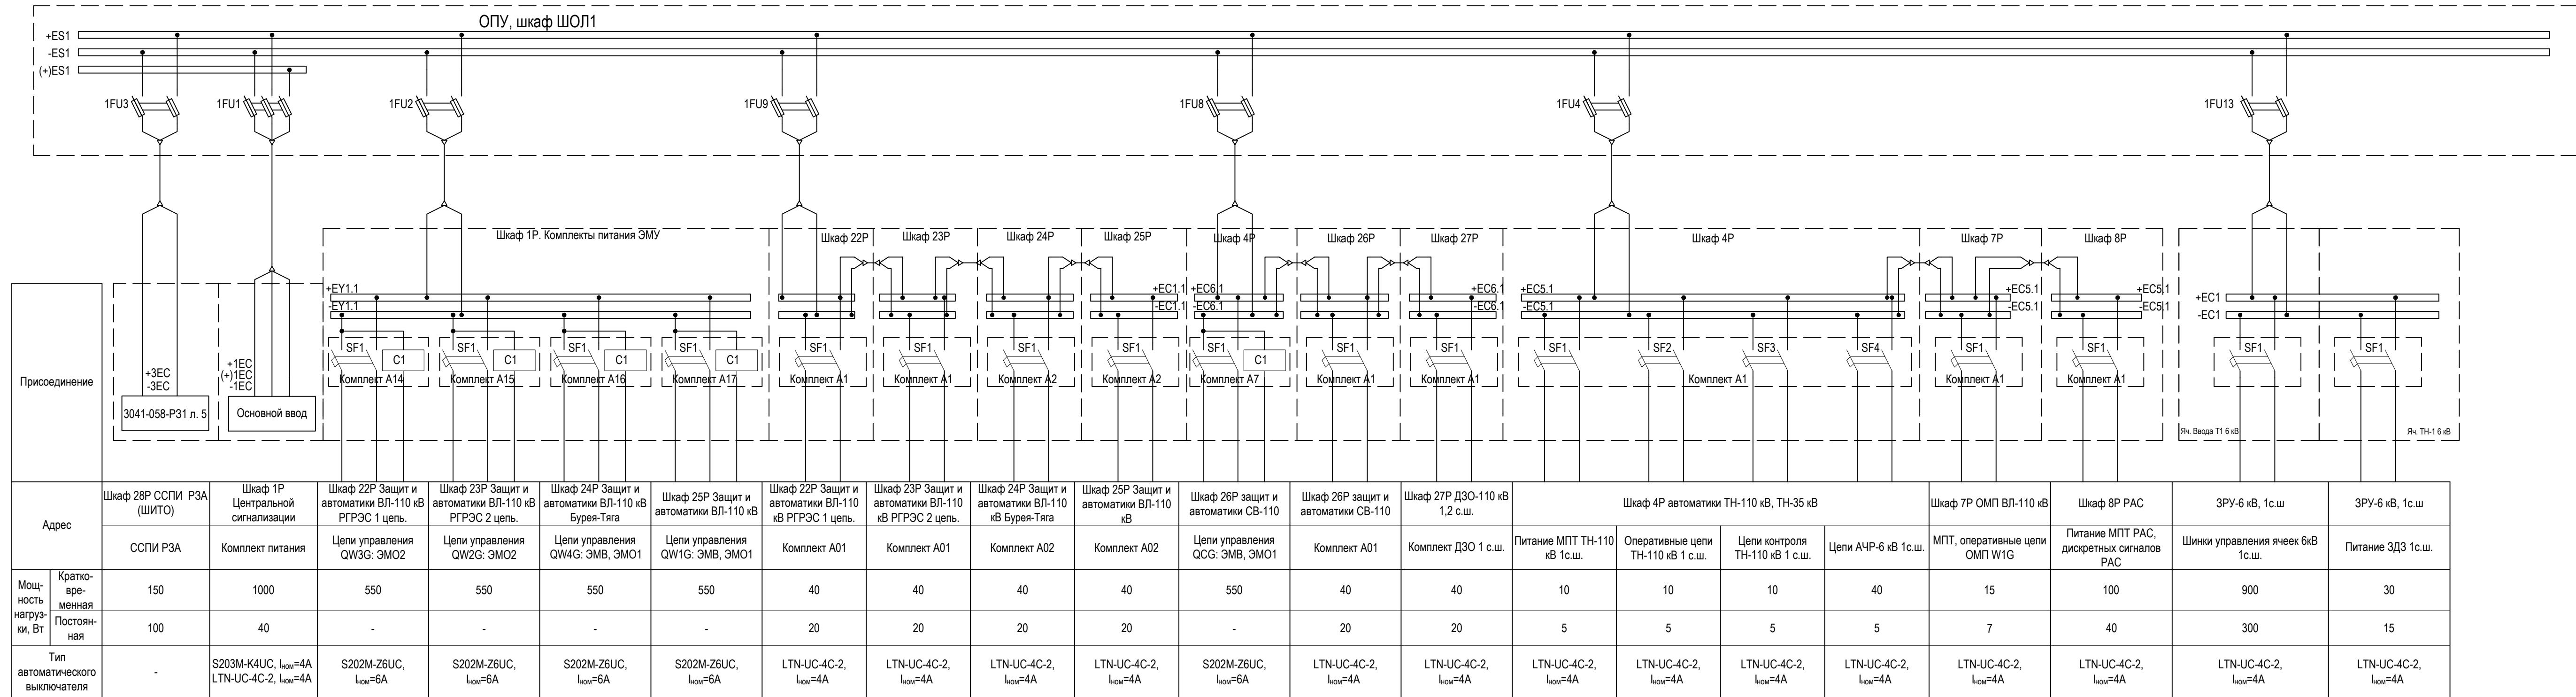 ОПУ, шкаф ШОЛ1
+ES1
-ES1
(+)ES1
1FU3
1FU1
1FU2
1FU9
1FU8
1FU4
1FU13
Шкаф 1Р. Комплекты питания ЭМУ
Шкаф 22Р
Шкаф 23Р
Шкаф 24Р
Шкаф 25Р
Шкаф 4Р
Шкаф 26Р
Шкаф 27Р
Шкаф 4Р
Шкаф 7Р
Шкаф 8Р
+EY1.1
-EY1.1
+EC1.1
-EC1.1
+EC6.1
-EC6.1
+EC6.1
-EC6.1
+EC5.1
-EC5.1
+EC5.1
-EC5.1
+EC5.1
-EC5.1
+EC1
-EC1
SF1
C1
SF1
C1
SF1
C1
SF1
C1
SF1
SF1
SF1
SF1
SF1
C1
SF1
SF1
SF1
SF2
SF3
SF4
SF1
SF1
SF1
SF1
Комплект А14
Комплект А15
Комплект А16
Комплект А17
Комплект А1
Комплект А1
Комплект А2
Комплект А2
Комплект А7
Комплект А1
Комплект А1
Комплект А1
Комплект А1
Комплект А1
+3EC
-3EC
+1EC
(+)1EC
-1EC
3041-058-РЗ1 л. 5
Основной ввод
Яч. Ввода Т1 6 кВ
Яч. ТН-1 6 кВ
Присоединение
Адрес
Шкаф 28Р ССПИ РЗА
(ШИТО)
Шкаф 1Р
Центральной
сигнализации
Шкаф 22Р Защит и
автоматики ВЛ-110 кВ
РГРЭС 1 цепь.
Шкаф 23Р Защит и
автоматики ВЛ-110 кВ
РГРЭС 2 цепь.
Шкаф 24Р Защит и
автоматики ВЛ-110 кВ
Бурея-Тяга
Шкаф 25Р Защит и
автоматики ВЛ-110 кВ
Шкаф 22Р Защит и
автоматики ВЛ-110
кВ РГРЭС 1 цепь.
Шкаф 23Р Защит и
автоматики ВЛ-110
кВ РГРЭС 2 цепь.
Шкаф 24Р Защит и
автоматики ВЛ-110
кВ Бурея-Тяга
Шкаф 25Р Защит и
автоматики ВЛ-110
кВ
Шкаф 26Р защит и
автоматики СВ-110
Шкаф 26Р защит и
автоматики СВ-110
Шкаф 27Р ДЗО-110 кВ
1,2 с.ш.
Шкаф 4Р автоматики ТН-110 кВ, ТН-35 кВ
Шкаф 7Р ОМП ВЛ-110 кВ
Шкаф 8Р РАС
ЗРУ-6 кВ, 1с.ш
ЗРУ-6 кВ, 1с.ш
ССПИ РЗА
Комплект питания
Цепи управления
QW3G: ЭМО2
Цепи управления
QW2G: ЭМО2
Цепи управления
QW4G: ЭМВ, ЭМО1
Цепи управления
QW1G: ЭМВ, ЭМО1
Комплект А01
Комплект А01
Комплект А02
Комплект А02
Цепи управления
QCG: ЭМВ, ЭМО1
Комплект А01
Комплект ДЗО 1 с.ш.
Питание МПТ ТН-110
кВ 1с.ш.
Оперативные цепи
ТН-110 кВ 1 с.ш.
Цепи контроля
ТН-110 кВ 1 с.ш.
Цепи АЧР-6 кВ 1с.ш.
МПТ, оперативные цепи
ОМП W1G
Питание МПТ РАС,
дискретных сигналов
РАС
Шинки управления ячеек 6кВ
1с.ш.
Питание ЗДЗ 1с.ш.
Мощ-
ность
нагруз-
ки, Вт
Кратко-
вре-
менная
150
1000
550
550
550
550
40
40
40
40
550
40
40
10
10
10
40
15
100
900
30
Постоян-
ная
100
40
-
-
-
-
20
20
20
20
-
20
20
5
5
5
5
7
40
300
15
Тип
автоматического
выключателя
-
S203M-K4UC, Iном=4А
LTN-UC-4C-2, Iном=4А
S202M-Z6UC,
Iном=6А
S202M-Z6UC,
Iном=6А
S202M-Z6UC,
Iном=6А
S202M-Z6UC,
Iном=6А
LTN-UC-4C-2,
Iном=4А
LTN-UC-4C-2,
Iном=4А
LTN-UC-4C-2,
Iном=4А
LTN-UC-4C-2,
Iном=4А
S202M-Z6UC,
Iном=6А
LTN-UC-4C-2,
Iном=4А
LTN-UC-4C-2,
Iном=4А
LTN-UC-4C-2,
Iном=4А
LTN-UC-4C-2,
Iном=4А
LTN-UC-4C-2,
Iном=4А
LTN-UC-4C-2,
Iном=4А
LTN-UC-4C-2,
Iном=4А
LTN-UC-4C-2,
Iном=4А
LTN-UC-4C-2,
Iном=4А
LTN-UC-4C-2,
Iном=4А